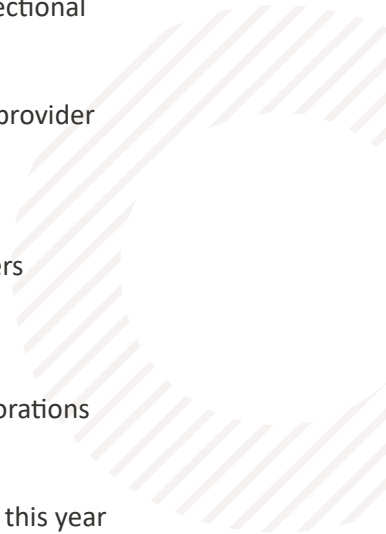 ectional
provider
ers
orations
this year